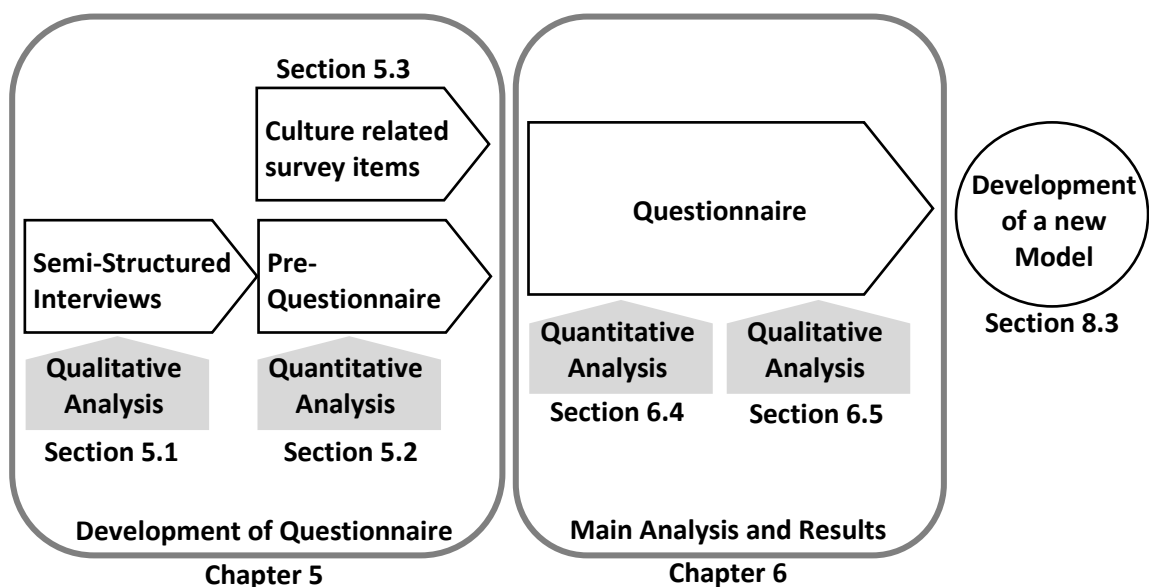 Section 5.3
Culture related
survey items
Semi-Structured
Interviews
Pre-
Questionnaire
Qualitative
Analysis
Section 5.1
Quantitative
Analysis
Section 5.2
Development of Questionnaire
Chapter 5
Questionnaire
Quantitative
Analysis
Section 6.4
Qualitative
Analysis
Section 6.5
Main Analysis and Results
Chapter 6
Development
of a new
Model
Section 8.3